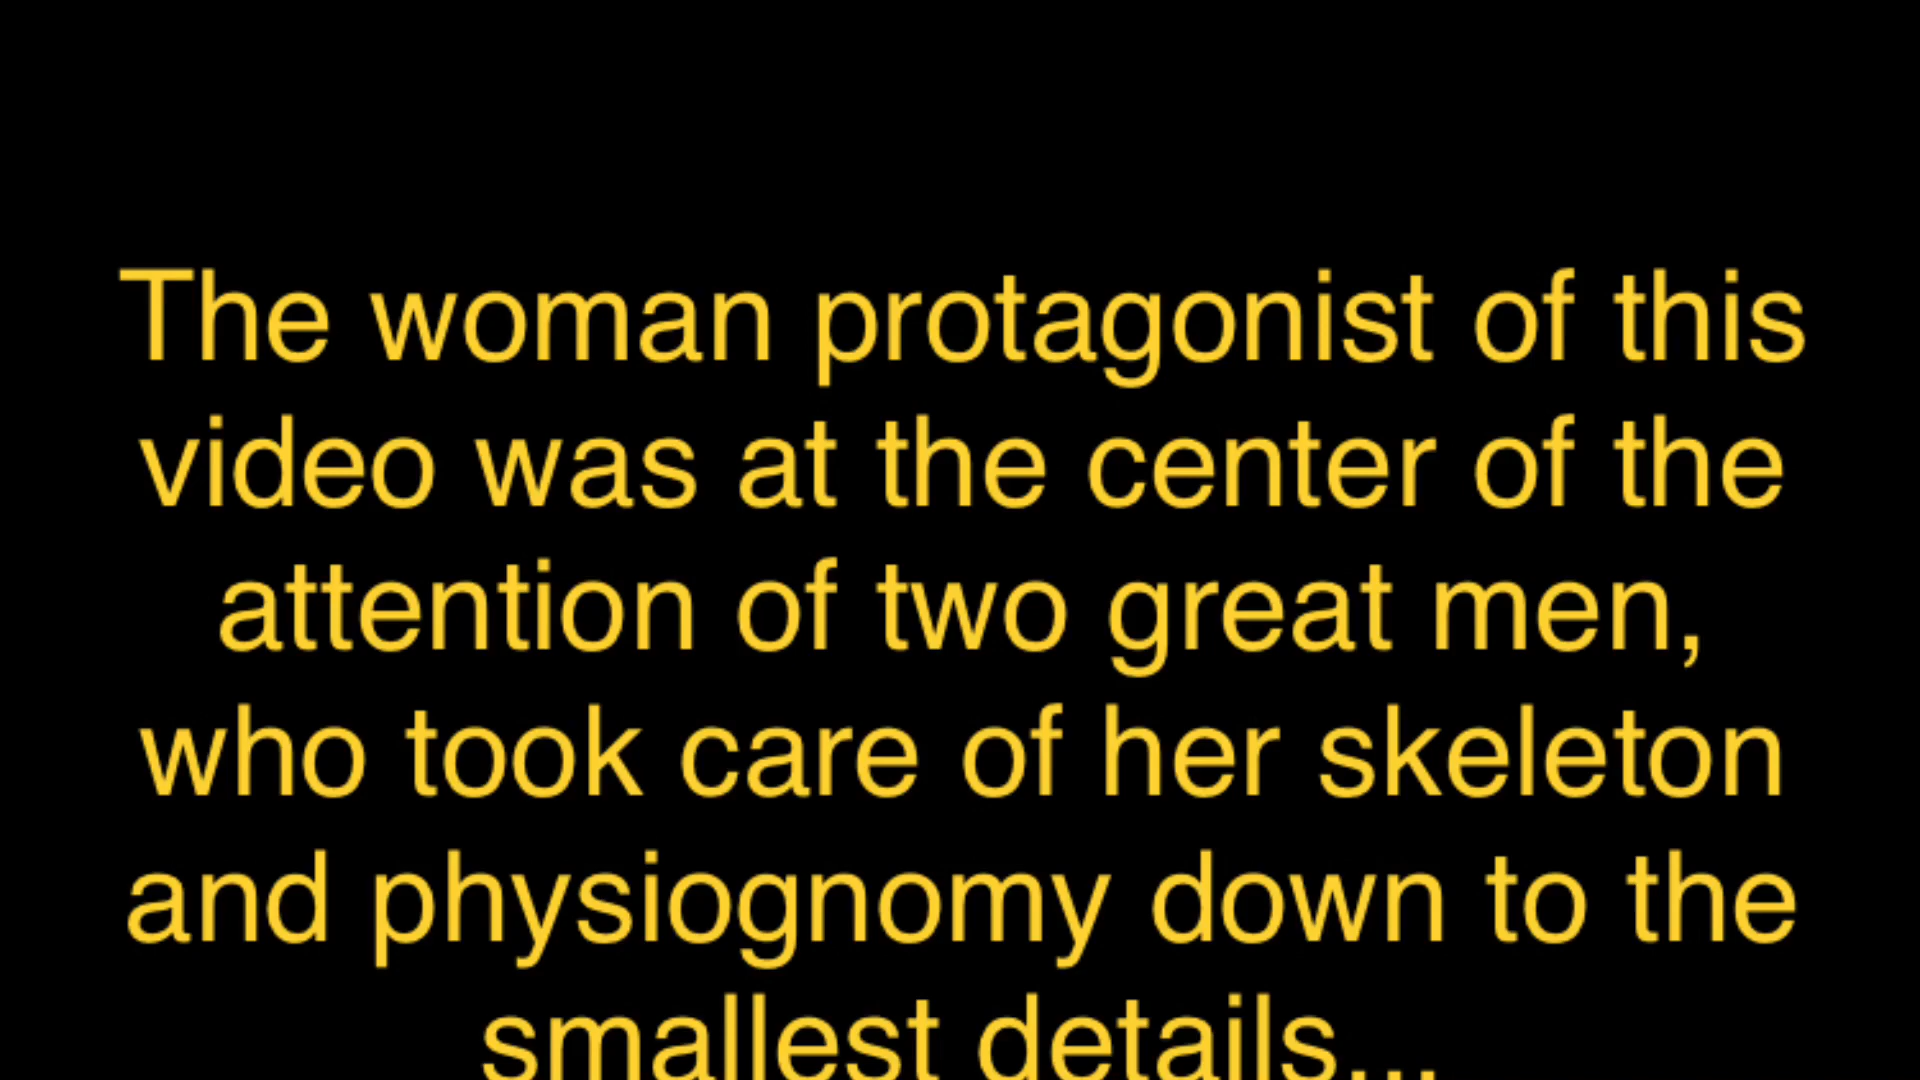 The woman protagonist of this
video was at the center of the
attention of two great men,
who took care of her skeleton
and physiognomy down to the
smallest details...